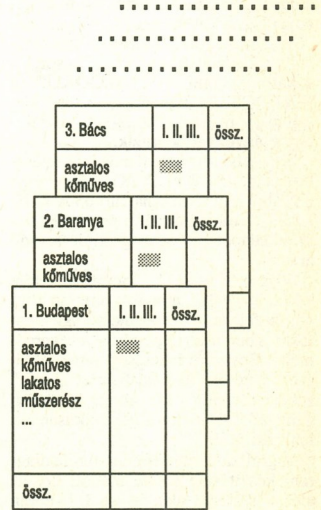 3. Bács I. II. III. össz.
asztalos
kőműves
2. Baranya I. II. III. össz.
asztalos
kőműves
1. Budapest I. II. III. össz.
asztalos
kőműves
lakatos
műszerész
...
össz.